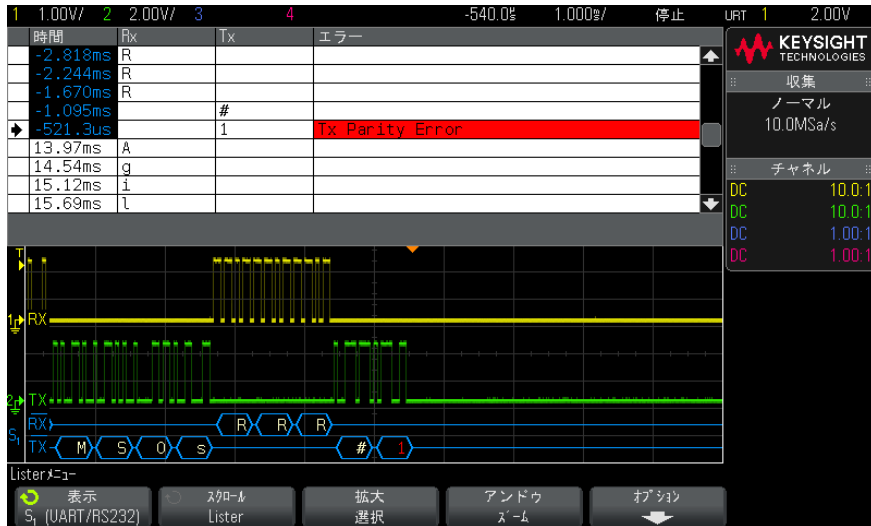 1 1.00V/ 2 2.00V/ 3 4 -540.0㎲ 1.000㎳/ 停止 URT 1 2.00V
時間 Rx Tx エラー
-2.818ms R
-2.244ms R
-1.670ms R
-1.095ms #
-521.3us 1 Tx Parity Error
13.97ms A
14.54ms g
15.12ms i
15.69ms l
KEYSIGHT
TECHNOLOGIES
収集
ノーマル
10.0MSa/s
チャネル
DC 10.0:1
DC 10.0:1
DC 1.00:1
DC 1.00:1
T
1 RX
2 TX
S1 RX R R R
TX M S O s # 1
Listerメニュー
表示
S1 (UART/RS232)
スクロール
Lister
拡大
選択
アンドゥ
ズーム
オプション